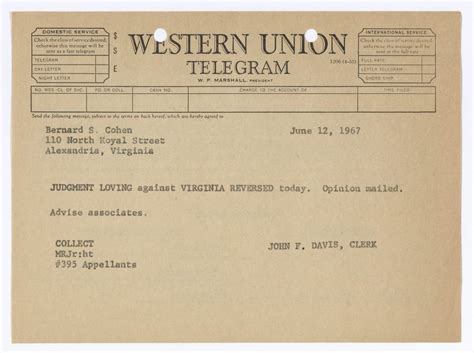 DOMESTIC SERVICE
Check the class of service desired;
otherwise this message will be
sent as a fast telegram
TELEGRAM
DAY LETTER
NIGHT LETTER
$
S
E
WESTERN UNION
TELEGRAM
W. P. MARSHALL, PRESIDENT
1206 (4-55)
INTERNATIONAL SERVICE
Check the class of service desired;
otherwise the message will be
sent at the full rate
FULL RATE
LETTER TELEGRAM
SHORE-SHIP
NO. WDS.-CL. OF SVC.
PD. OR COLL.
CASH NO.
CHARGE TO THE ACCOUNT OF
TIME FILED
Send the following message, subject to the terms on back hereof, which are hereby agreed to
Bernard S. Cohen
June 12, 1967
110 North Royal Street
Alexandria, Virginia
JUDGMENT LOVING against VIRGINIA REVERSED today. Opinion mailed.
Advise associates.
COLLECT
JOHN F. DAVIS, CLERK
MRJr:ht
#395 Appellants